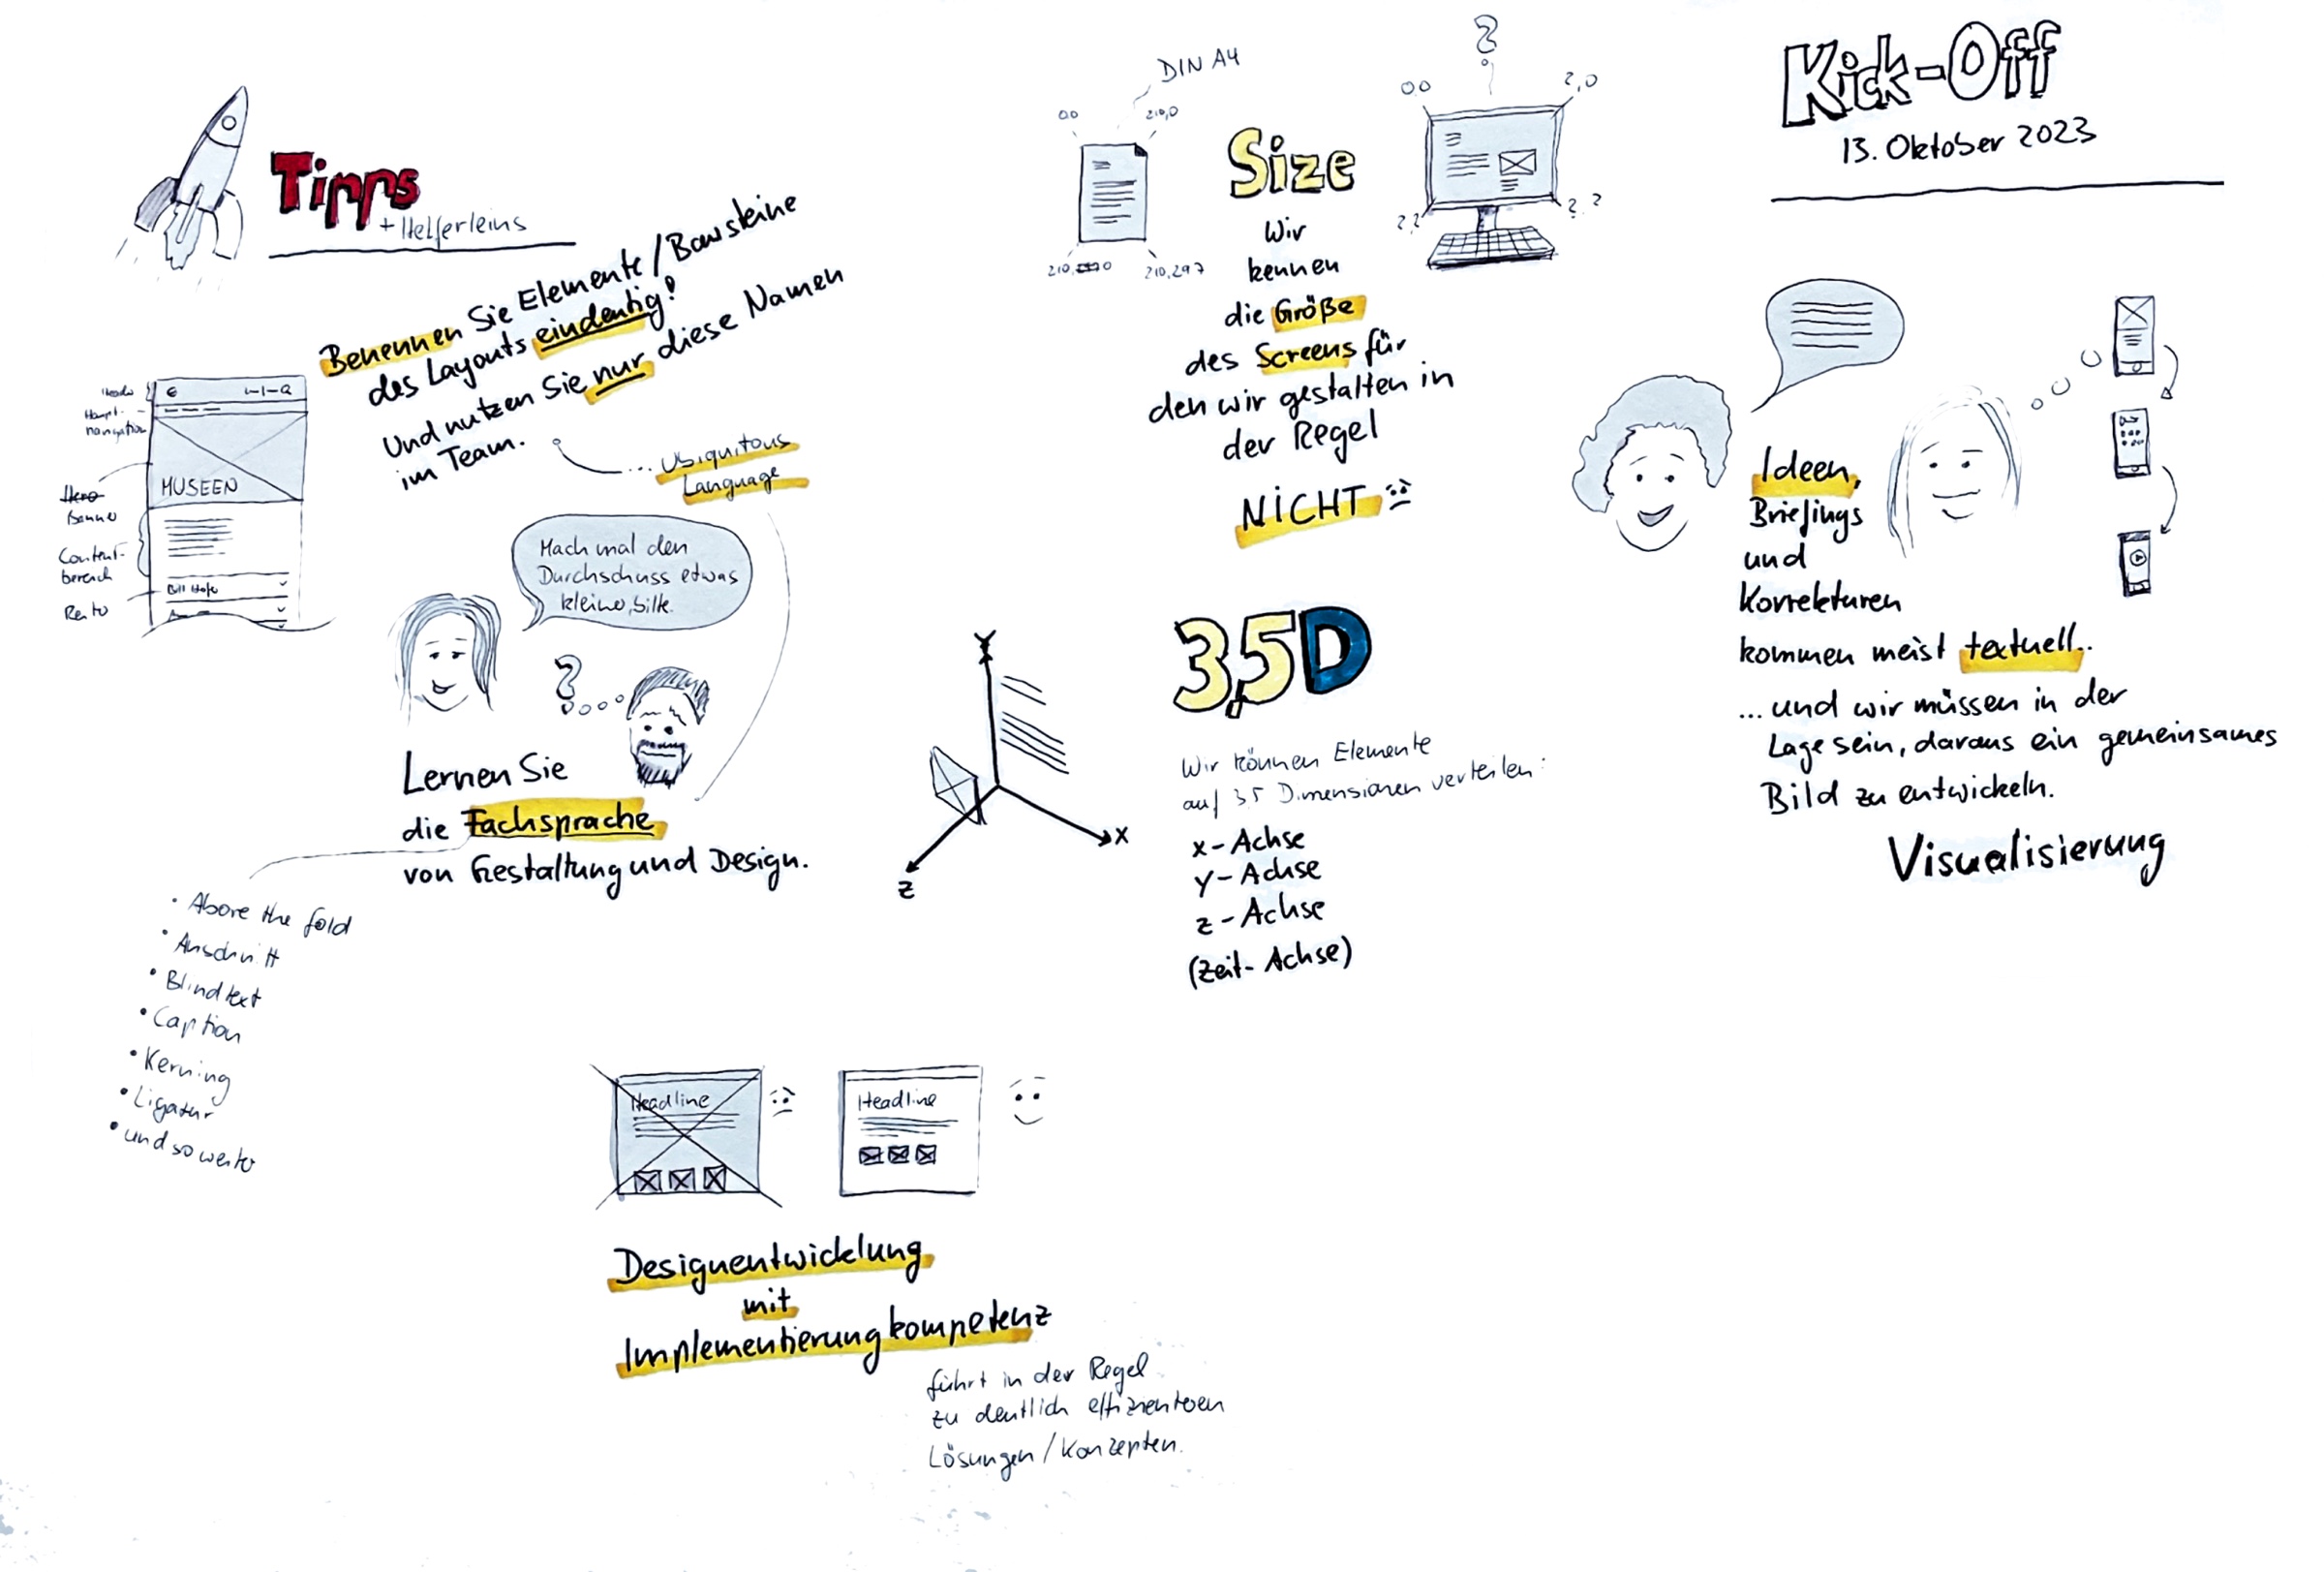 Tipps
+ Helferleins
Benennen Sie Elemente/Bausteine
des Layouts eindeutig!
Und nutzen Sie nur diese Namen
im Team.
... Ubiquitous
Language
Header
Haupt-
navigation
Hero
Banner
Content-
bereich
MUSEEN
Mach mal den
Durchschuss etwas
kleiner, bitte.
?
Lernen Sie
die Fachsprache
von Gestaltung und Design.
• Above the fold
• Anschnitt
• Blindtext
• Caption
• Kerning
• Ligatur
• und so weiter
Headline
Headline
Designentwicklung
mit
Implementierungkompetenz
führt in der Regel
zu deutlich effizienteren
Lösungen/Konzepten.
DIN A4
0,0
210,0
210,297
Size
?
0,0
?,0
?,?
?,?
Wir
kennen
die Größe
des Screens für
den wir gestalten in
der Regel
NICHT
Y
X
Z
3,5D
Wir können Elemente
auf 3,5 Dimensionen verteilen:
x-Achse
y-Achse
z-Achse
(Zeit-Achse)
Kick-Off
13. Oktober 2023
Ideen,
Briefings
und
Korrekturen
kommen meist textuell..
... und wir müssen in der
Lage sein, daraus ein gemeinsames
Bild zu entwickeln.
Visualisierung